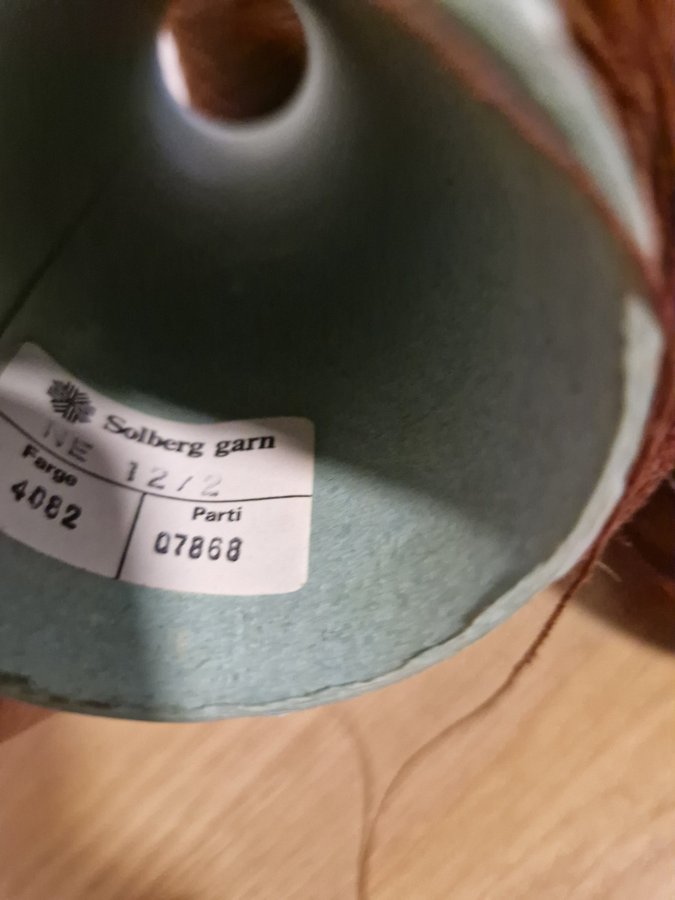 Solberg garn
NE 12/2
Farge
4082
Parti
07868